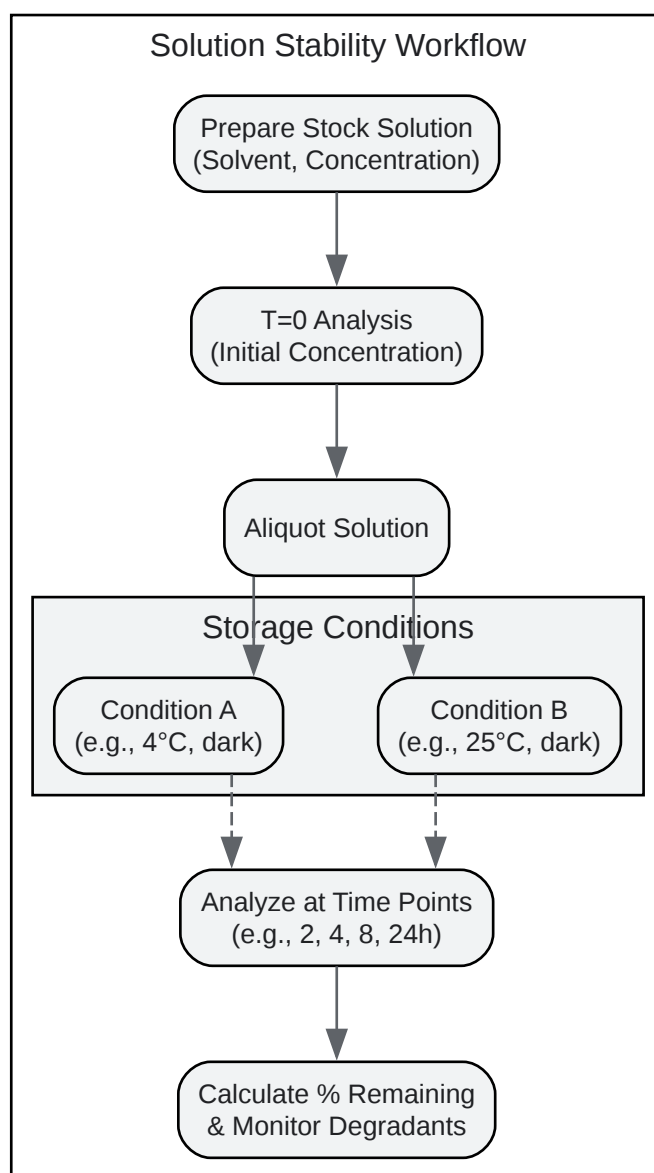 Solution Stability Workflow
Prepare Stock Solution
(Solvent, Concentration)
T=0 Analysis
(Initial Concentration)
Aliquot Solution
Storage Conditions
Condition A
(e.g., 4°C, dark)
Condition B
(e.g., 25°C, dark)
Analyze at Time Points
(e.g., 2, 4, 8, 24h)
Calculate % Remaining
& Monitor Degradants